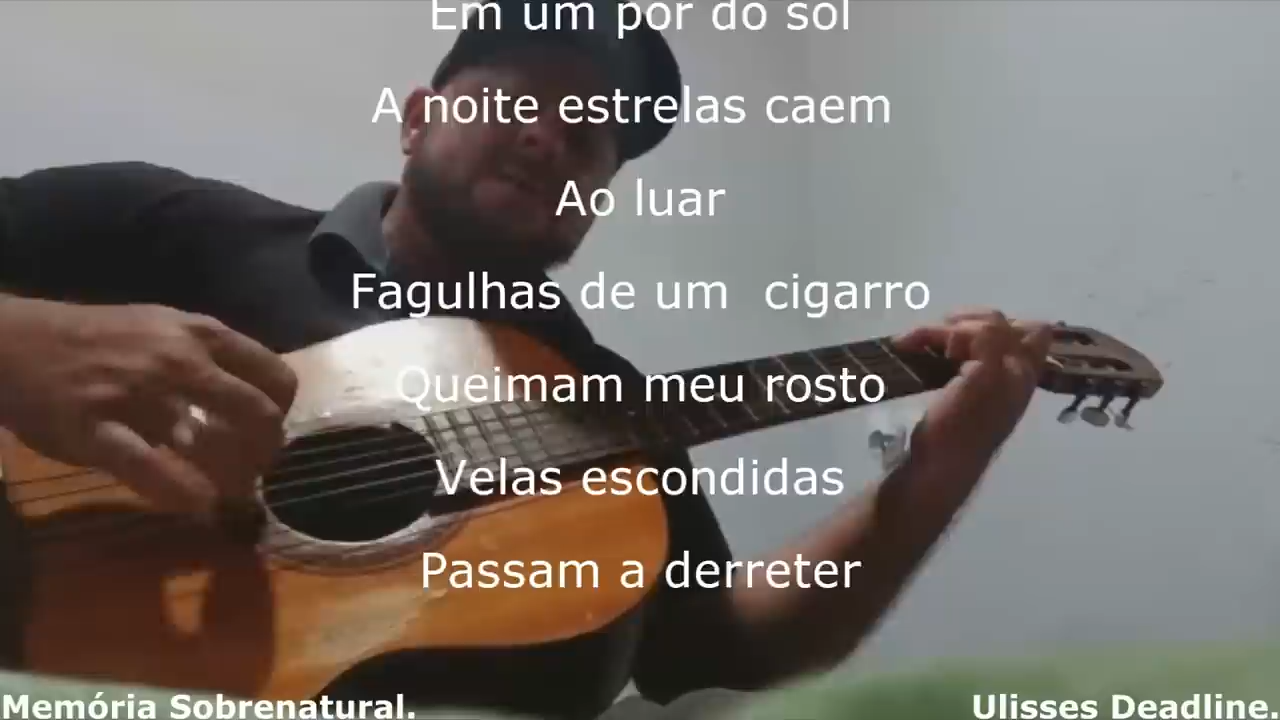 Em um por do sol
A noite estrelas caem
Ao luar
Fagulhas de um  cigarro
Queimam meu rosto
Velas escondidas
Passam a derreter
Memória Sobrenatural.
Ulisses Deadline.